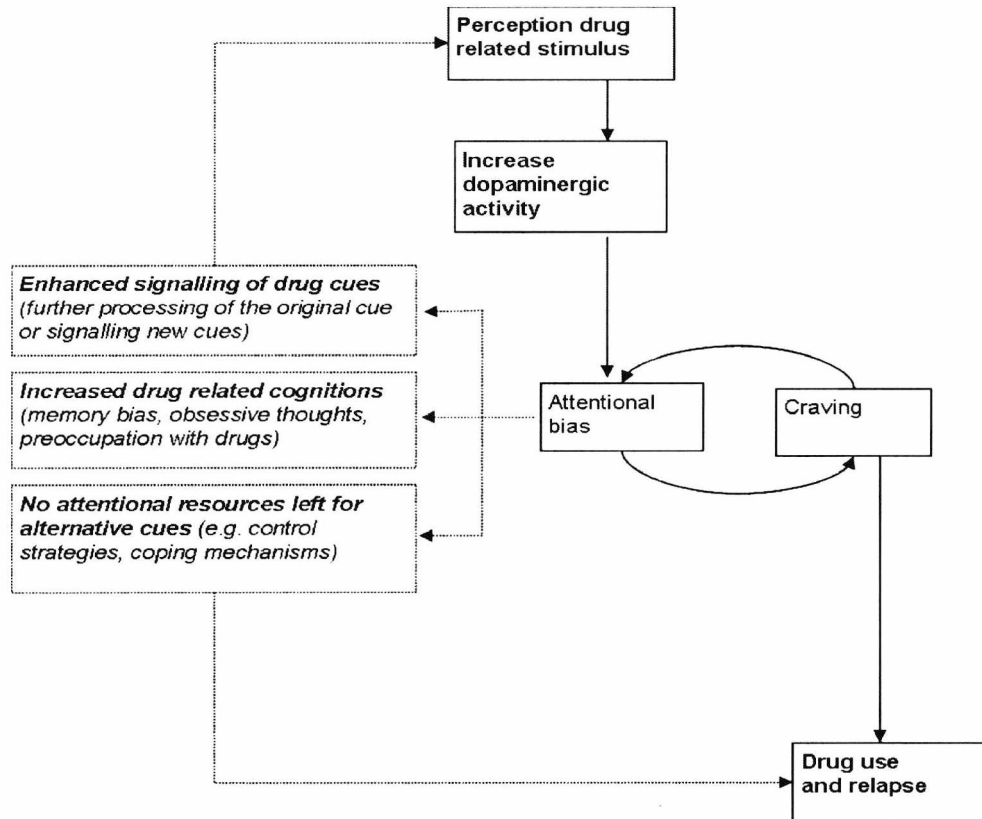 Perception drug
related stimulus
Increase
dopaminergic
activity
Enhanced signalling of drug cues
(further processing of the original cue
or signalling new cues)
Increased drug related cognitions
(memory bias, obsessive thoughts,
preoccupation with drugs)
No attentional resources left for
alternative cues (e.g. control
strategies, coping mechanisms)
Attentional
bias
Craving
Drug use
and relapse